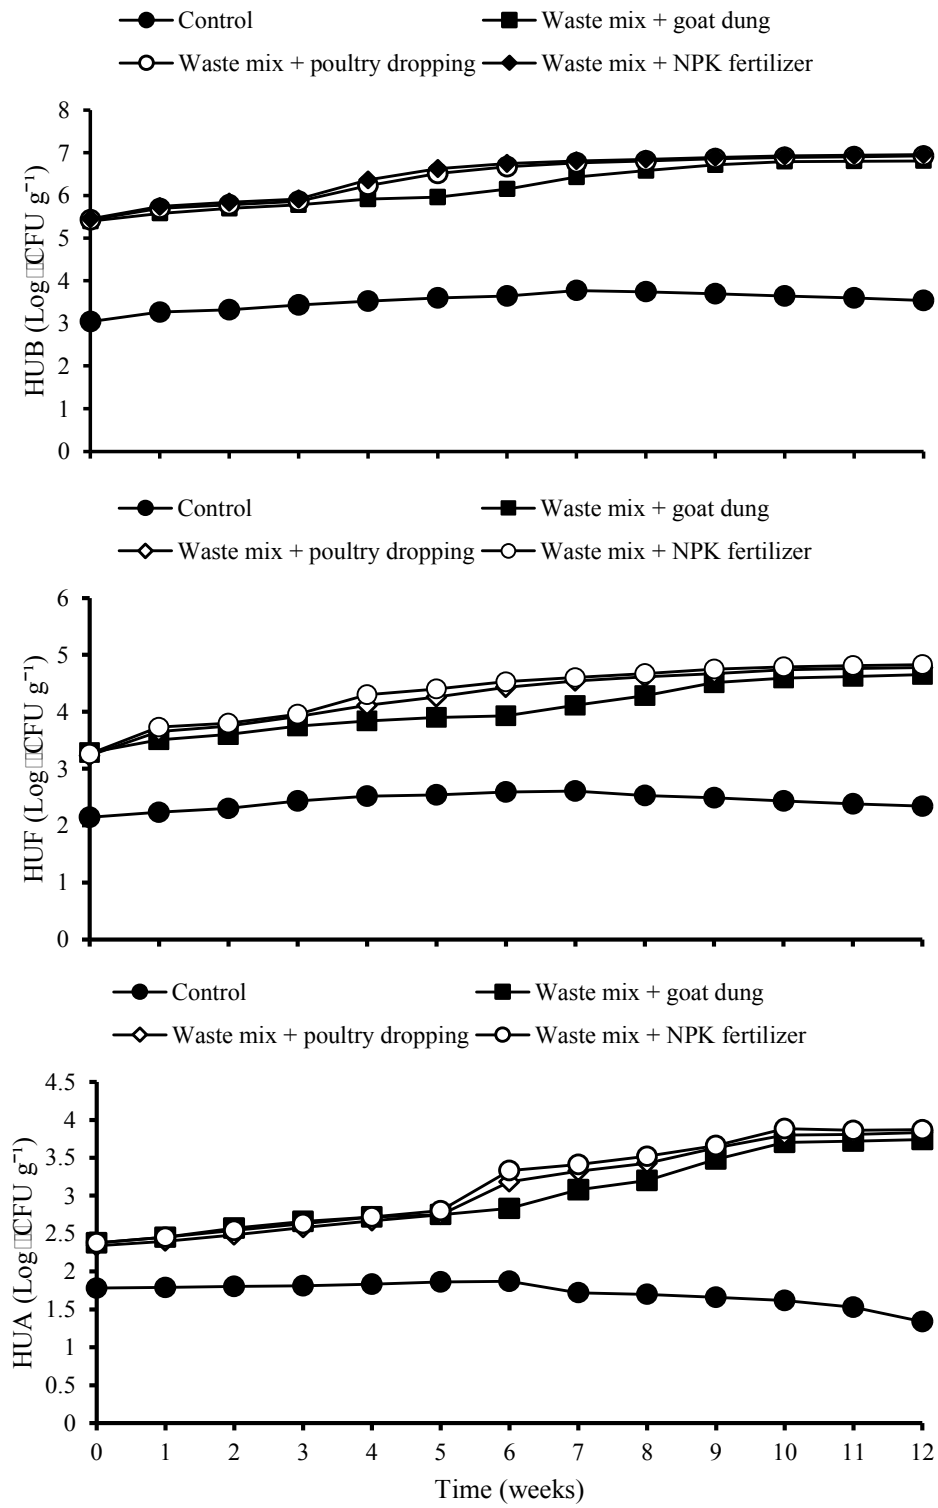 Control Waste mix + goat dung
Waste mix + poultry dropping Waste mix + NPK fertilizer
8
7
6
5
4
3
2
1
0
HUB (Log□□CFU g⁻¹)
Control Waste mix + goat dung
Waste mix + poultry dropping Waste mix + NPK fertilizer
6
5
4
3
2
1
0
HUF (Log□□CFU g⁻¹)
Control Waste mix + goat dung
Waste mix + poultry dropping Waste mix + NPK fertilizer
4.5
4
3.5
3
2.5
2
1.5
1
0.5
0
HUA (Log□□CFU g⁻¹)
0 1 2 3 4 5 6 7 8 9 10 11 12
Time (weeks)